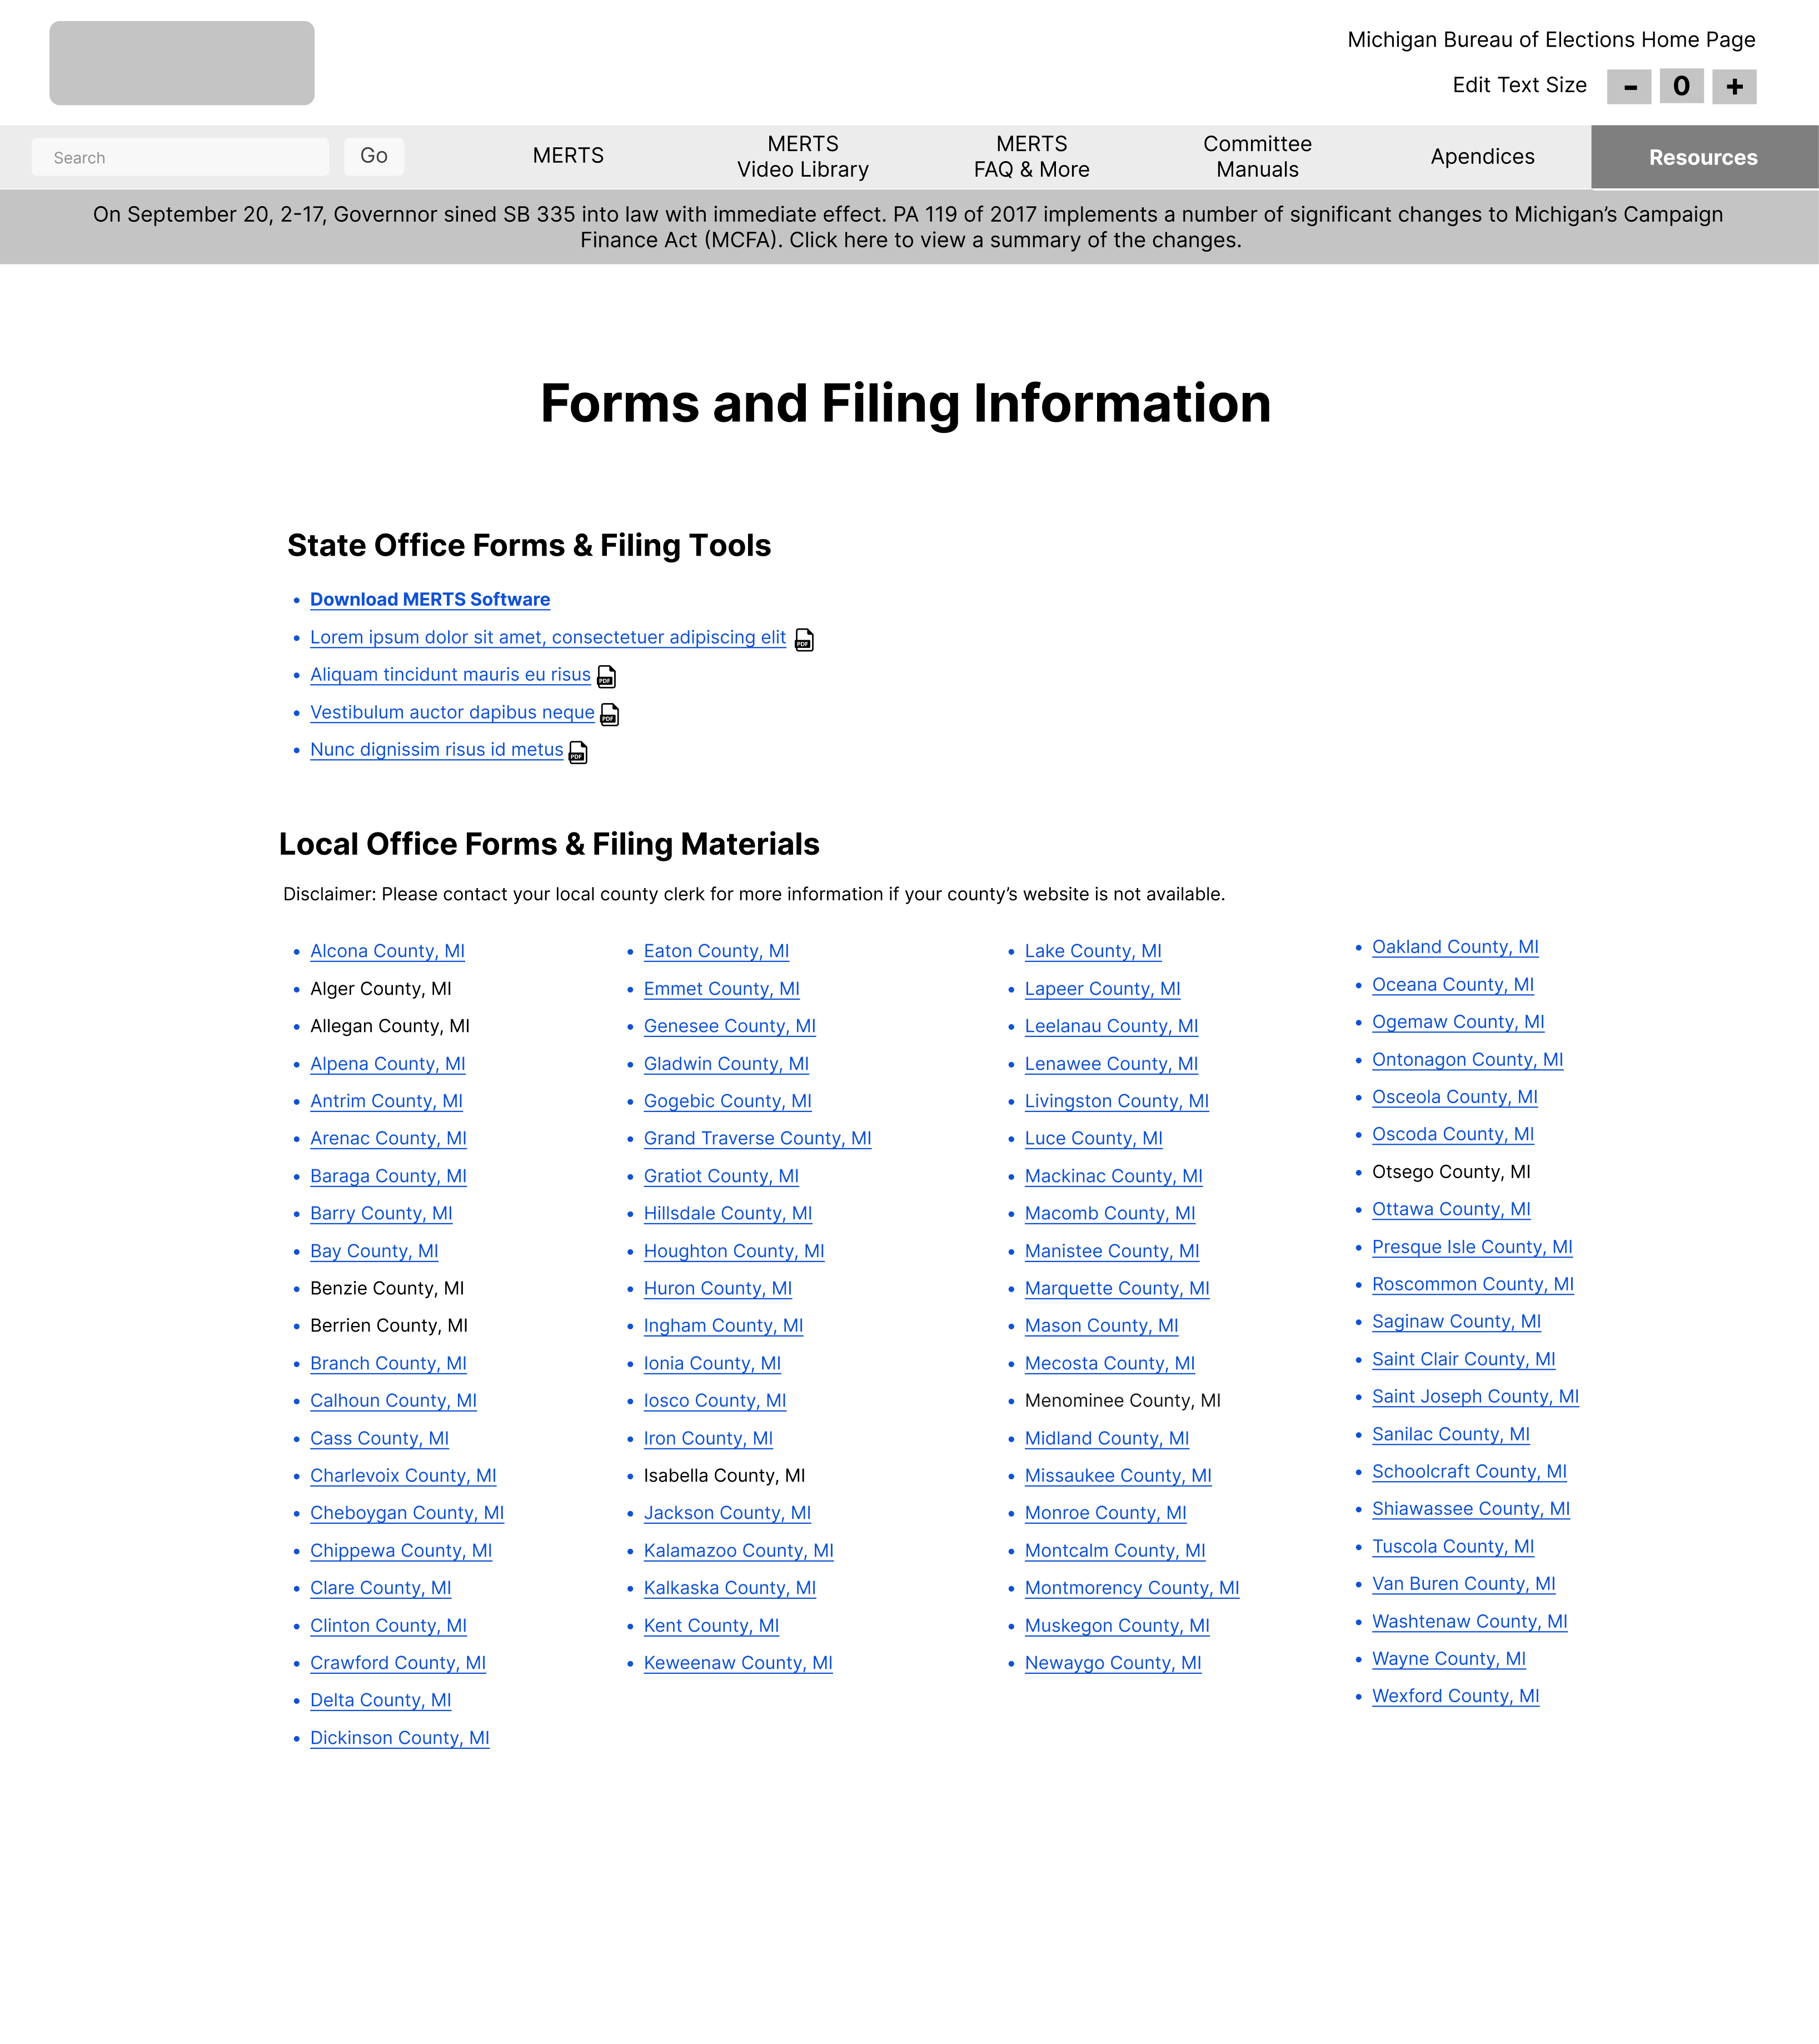 Michigan Bureau of Elections Home Page
Edit Text Size - 0 +
Search
Go
MERTS
MERTS
Video Library
MERTS
FAQ & More
Committee
Manuals
Apendices
Resources
On September 20, 2-17, Governnor sined SB 335 into law with immediate effect. PA 119 of 2017 implements a number of significant changes to Michigan’s Campaign
Finance Act (MCFA). Click here to view a summary of the changes.
Forms and Filing Information
State Office Forms & Filing Tools
• Download MERTS Software
• Lorem ipsum dolor sit amet, consectetuer adipiscing elit PDF
• Aliquam tincidunt mauris eu risus PDF
• Vestibulum auctor dapibus neque PDF
• Nunc dignissim risus id metus PDF
Local Office Forms & Filing Materials
Disclaimer: Please contact your local county clerk for more information if your county’s website is not available.
• Alcona County, MI
• Alger County, MI
• Allegan County, MI
• Alpena County, MI
• Antrim County, MI
• Arenac County, MI
• Baraga County, MI
• Barry County, MI
• Bay County, MI
• Benzie County, MI
• Berrien County, MI
• Branch County, MI
• Calhoun County, MI
• Cass County, MI
• Charlevoix County, MI
• Cheboygan County, MI
• Chippewa County, MI
• Clare County, MI
• Clinton County, MI
• Crawford County, MI
• Delta County, MI
• Dickinson County, MI
• Eaton County, MI
• Emmet County, MI
• Genesee County, MI
• Gladwin County, MI
• Gogebic County, MI
• Grand Traverse County, MI
• Gratiot County, MI
• Hillsdale County, MI
• Houghton County, MI
• Huron County, MI
• Ingham County, MI
• Ionia County, MI
• Iosco County, MI
• Iron County, MI
• Isabella County, MI
• Jackson County, MI
• Kalamazoo County, MI
• Kalkaska County, MI
• Kent County, MI
• Keweenaw County, MI
• Lake County, MI
• Lapeer County, MI
• Leelanau County, MI
• Lenawee County, MI
• Livingston County, MI
• Luce County, MI
• Mackinac County, MI
• Macomb County, MI
• Manistee County, MI
• Marquette County, MI
• Mason County, MI
• Mecosta County, MI
• Menominee County, MI
• Midland County, MI
• Missaukee County, MI
• Monroe County, MI
• Montcalm County, MI
• Montmorency County, MI
• Muskegon County, MI
• Newaygo County, MI
• Oakland County, MI
• Oceana County, MI
• Ogemaw County, MI
• Ontonagon County, MI
• Osceola County, MI
• Oscoda County, MI
• Otsego County, MI
• Ottawa County, MI
• Presque Isle County, MI
• Roscommon County, MI
• Saginaw County, MI
• Saint Clair County, MI
• Saint Joseph County, MI
• Sanilac County, MI
• Schoolcraft County, MI
• Shiawassee County, MI
• Tuscola County, MI
• Van Buren County, MI
• Washtenaw County, MI
• Wayne County, MI
• Wexford County, MI